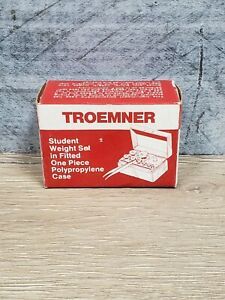 TROEMNER
Student
Weight Set
in Fitted
One Piece
Polypropylene
Case